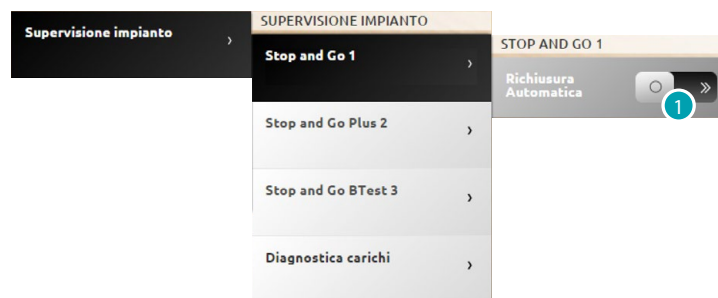 Supervisione impianto
SUPERVISIONE IMPIANTO
Stop and Go 1
Stop and Go Plus 2
Stop and Go BTest 3
Diagnostica carichi
STOP AND GO 1
Richiusura
Automatica
1